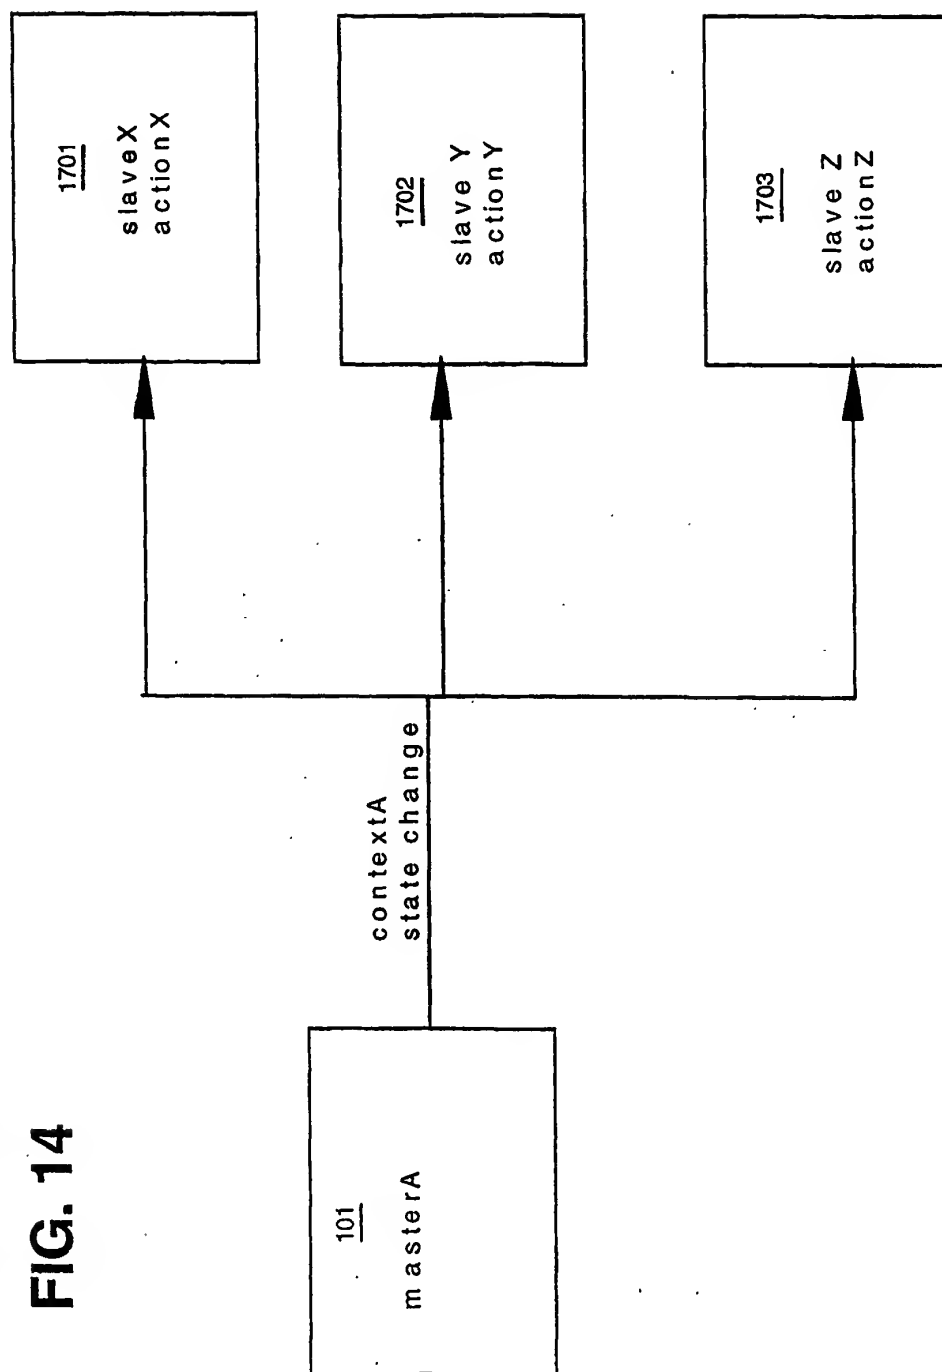 FIG. 14
101
masterA
contextA
state change
1701
slaveX
actionX
1702
slave Y
actionY
1703
slave Z
actionZ